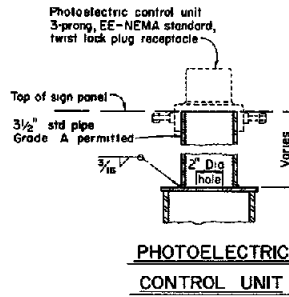 Photoelectric control unit
3-prong, EE-NEMA standard,
twist lock plug receptacle
Top of sign panel
3½" std pipe
Grade A permitted
3/16
2" Dia
hole
Varies
PHOTOELECTRIC
CONTROL UNIT